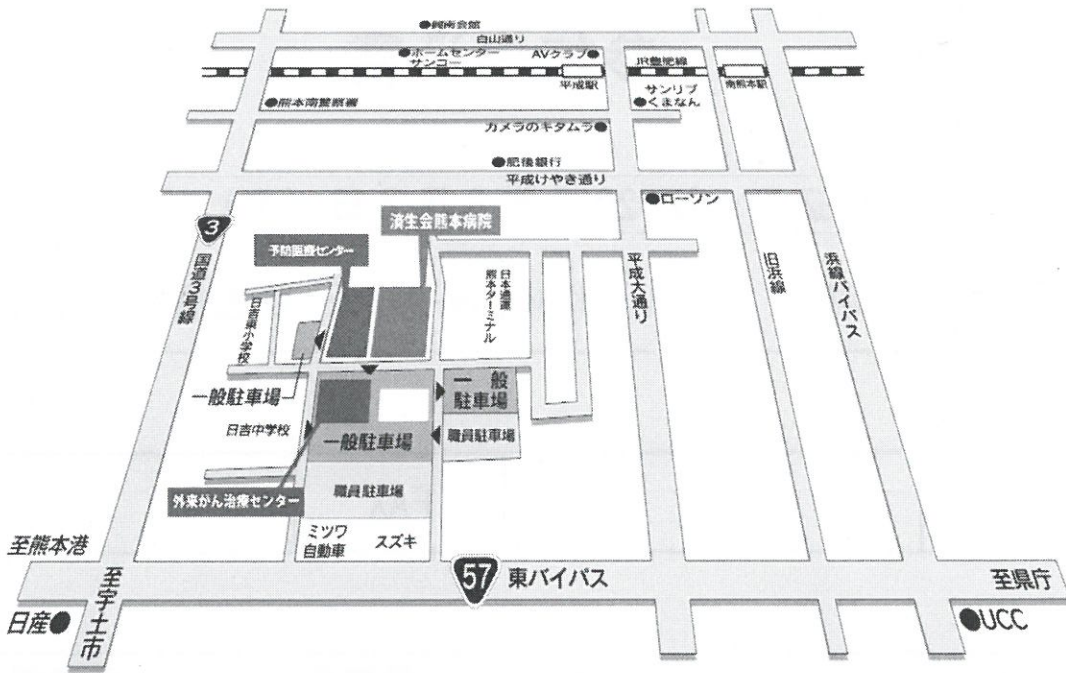 ●興南会館
白山通り
●ホームセンター
サンコー
AVクラブ●
JR豊肥線
平成駅
南熊本駅
サンリブ
●くまなん
●熊本南警察署
カメラのキタムラ●
●肥後銀行
平成けやき通り
●ローソン
済生会熊本病院
予防医療センター
3
国道3号線
日吉東小学校
日本通運
熊本ターミナル
平成大通り
旧浜線
浜線バイパス
一般駐車場
一般
駐車場
日吉中学校
一般駐車場
職員駐車場
職員駐車場
外来がん治療センター
ミツワ
自動車
スズキ
至熊本港
57
東バイパス
至県庁
至宇土市
日産●
●UCC